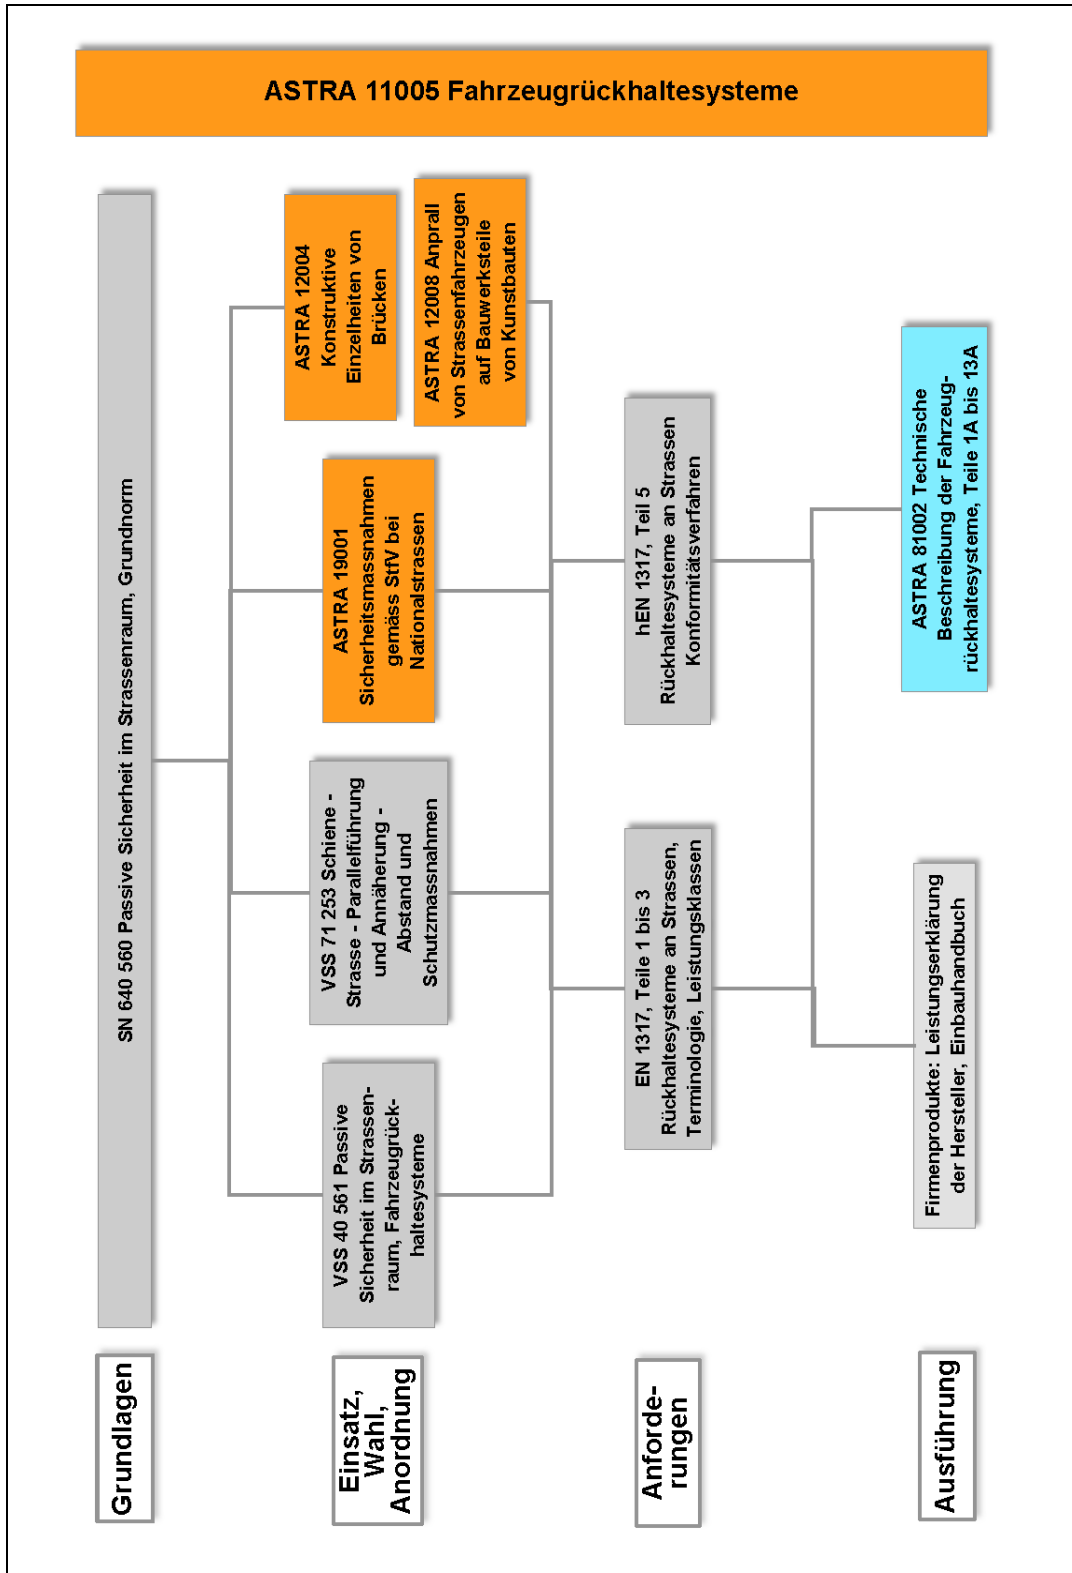 ASTRA 11005 Fahrzeugrückhaltesysteme
Grundlagen
SN 640 560 Passive Sicherheit im Strassenraum, Grundnorm
Einsatz,
Wahl,
Anordnung
VSS 40 561 Passive
Sicherheit im Strassen-
raum, Fahrzeugrück-
haltesysteme
VSS 71 253 Schiene -
Strasse - Parallelführung
und Annäherung -
Abstand und
Schutzmassnahmen
ASTRA 19001
Sicherheitsmassnahmen
gemäss StfV bei
Nationalstrassen
ASTRA 12004
Konstruktive
Einzelheiten von
Brücken
ASTRA 12008 Anprall
von Strassenfahrzeugen
auf Bauwerksteile
von Kunstbauten
Anforde-
rungen
EN 1317, Teile 1 bis 3
Rückhaltesysteme an Strassen,
Terminologie, Leistungsklassen
hEN 1317, Teil 5
Rückhaltesysteme an Strassen
Konformitätsverfahren
Ausführung
Firmenprodukte: Leistungserklärung
der Hersteller, Einbauhandbuch
ASTRA 81002 Technische
Beschreibung der Fahrzeug-
rückhaltesysteme, Teile 1A bis 13A